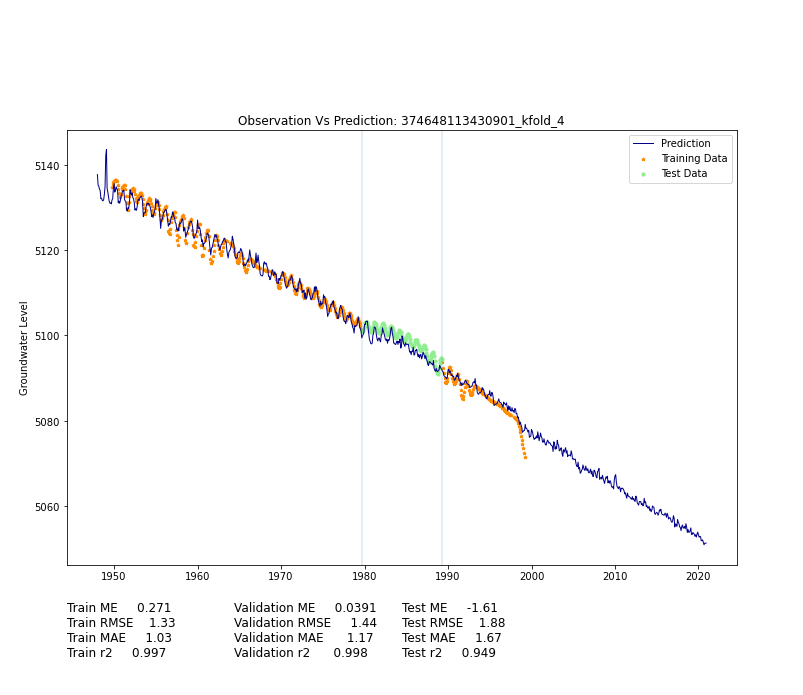 Observation Vs Prediction: 374648113430901_kfold_4
Prediction
Training Data
Test Data
5140
5120
5100
5080
5060
Groundwater Level
1950 1960 1970 1980 1990 2000 2010 2020
Train ME 0.271 Validation ME 0.0391 Test ME -1.61
Train RMSE 1.33 Validation RMSE 1.44 Test RMSE 1.88
Train MAE 1.03 Validation MAE 1.17 Test MAE 1.67
Train r2 0.997 Validation r2 0.998 Test r2 0.949